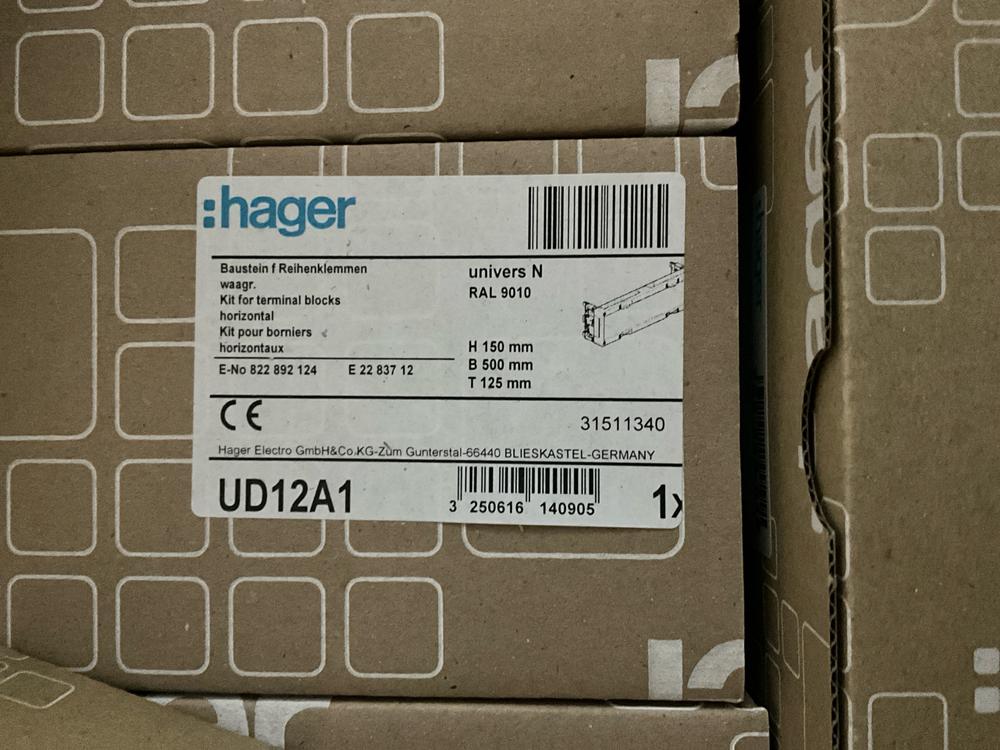 :hager
Baustein f Reihenklemmen
waagr.
Kit for terminal blocks
horizontal
Kit pour borniers
horizontaux
E-No 822 892 124 E 22 837 12
univers N
RAL 9010
H 150 mm
B 500 mm
T 125 mm
CE
31511340
Hager Electro GmbH&Co.KG-Zum Gunterstal-66440 BLIESKASTEL-GERMANY
UD12A1
3 250616 140905
1x